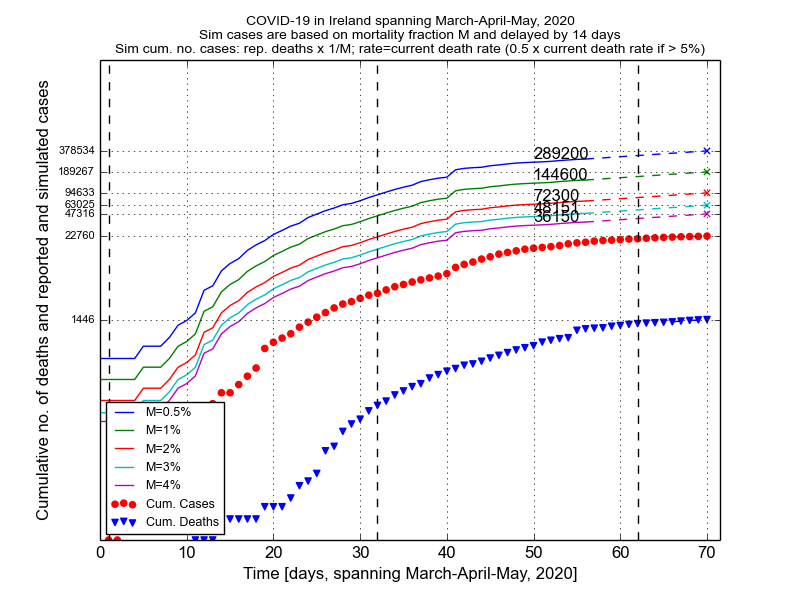 COVID-19 in Ireland spanning March-April-May, 2020
Sim cases are based on mortality fraction M and delayed by 14 days
Sim cum. no. cases: rep. deaths x 1/M; rate=current death rate (0.5 x current death rate if > 5%)
Cumulative no. of deaths and reported and simulated cases
378534
189267
94633
63025
47316
22760
1446
289200
144600
72300
48151
36150
M=0.5%
M=1%
M=2%
M=3%
M=4%
Cum. Cases
Cum. Deaths
0 10 20 30 40 50 60 70
Time [days, spanning March-April-May, 2020]